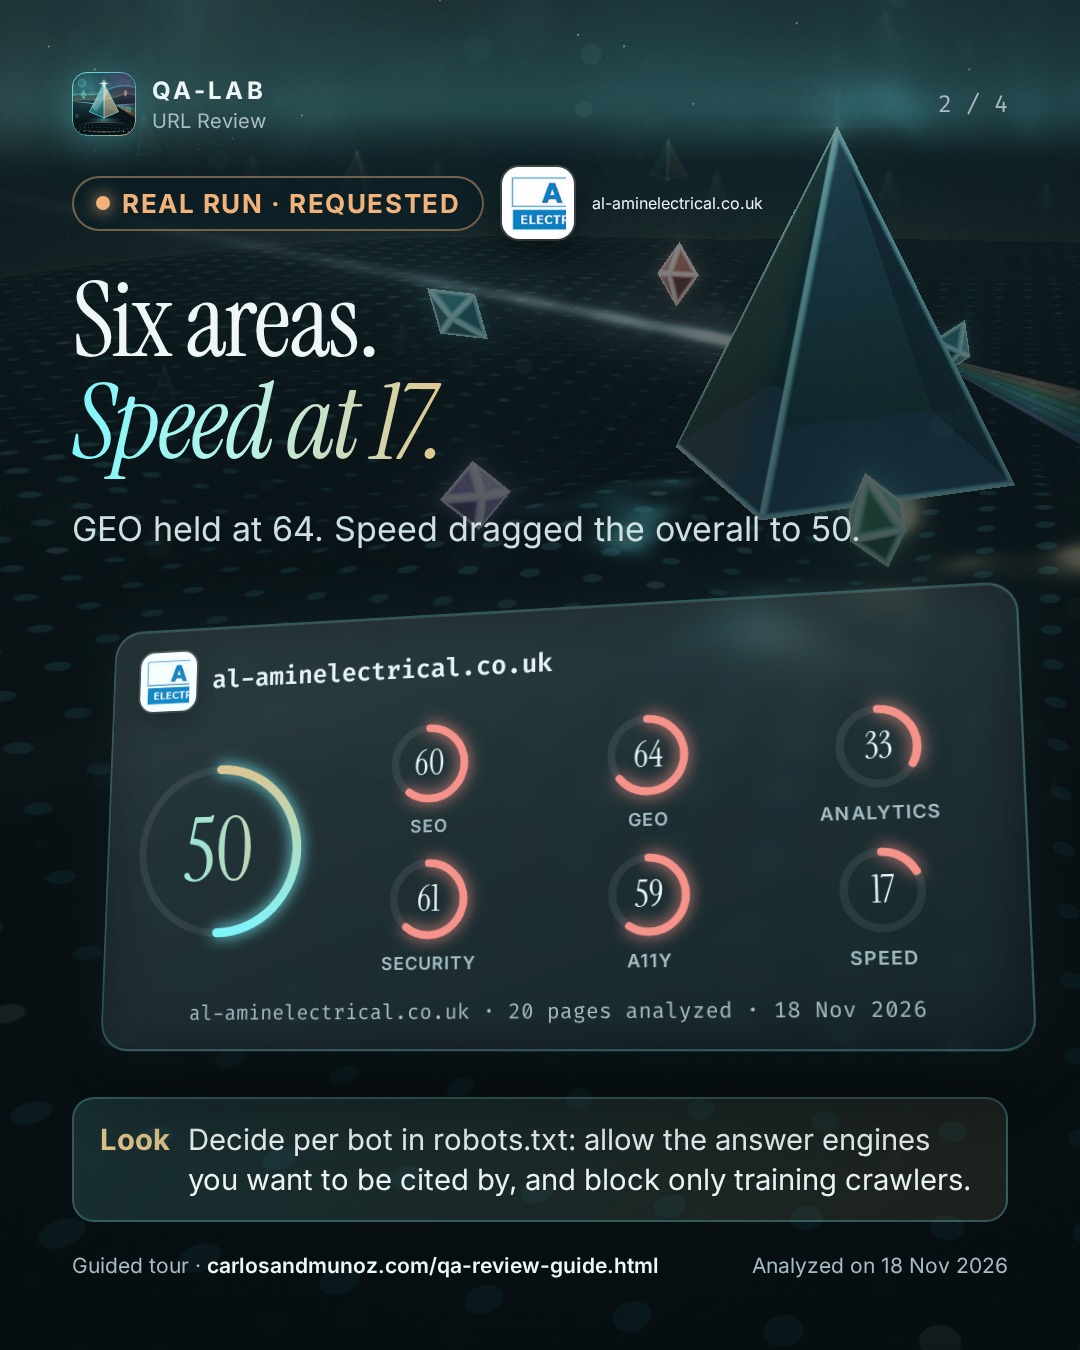 QA-LAB
URL Review
2 / 4
REAL RUN · REQUESTED
A
ELECTR
al-aminelectrical.co.uk
Six areas.
Speed at 17.
GEO held at 64. Speed dragged the overall to 50.
A
ELECTR
al-aminelectrical.co.uk
50
60
SEO
64
GEO
33
ANALYTICS
61
SECURITY
59
A11Y
17
SPEED
al-aminelectrical.co.uk · 20 pages analyzed · 18 Nov 2026
Look Decide per bot in robots.txt: allow the answer engines
you want to be cited by, and block only training crawlers.
Guided tour · carlosandmunoz.com/qa-review-guide.html
Analyzed on 18 Nov 2026